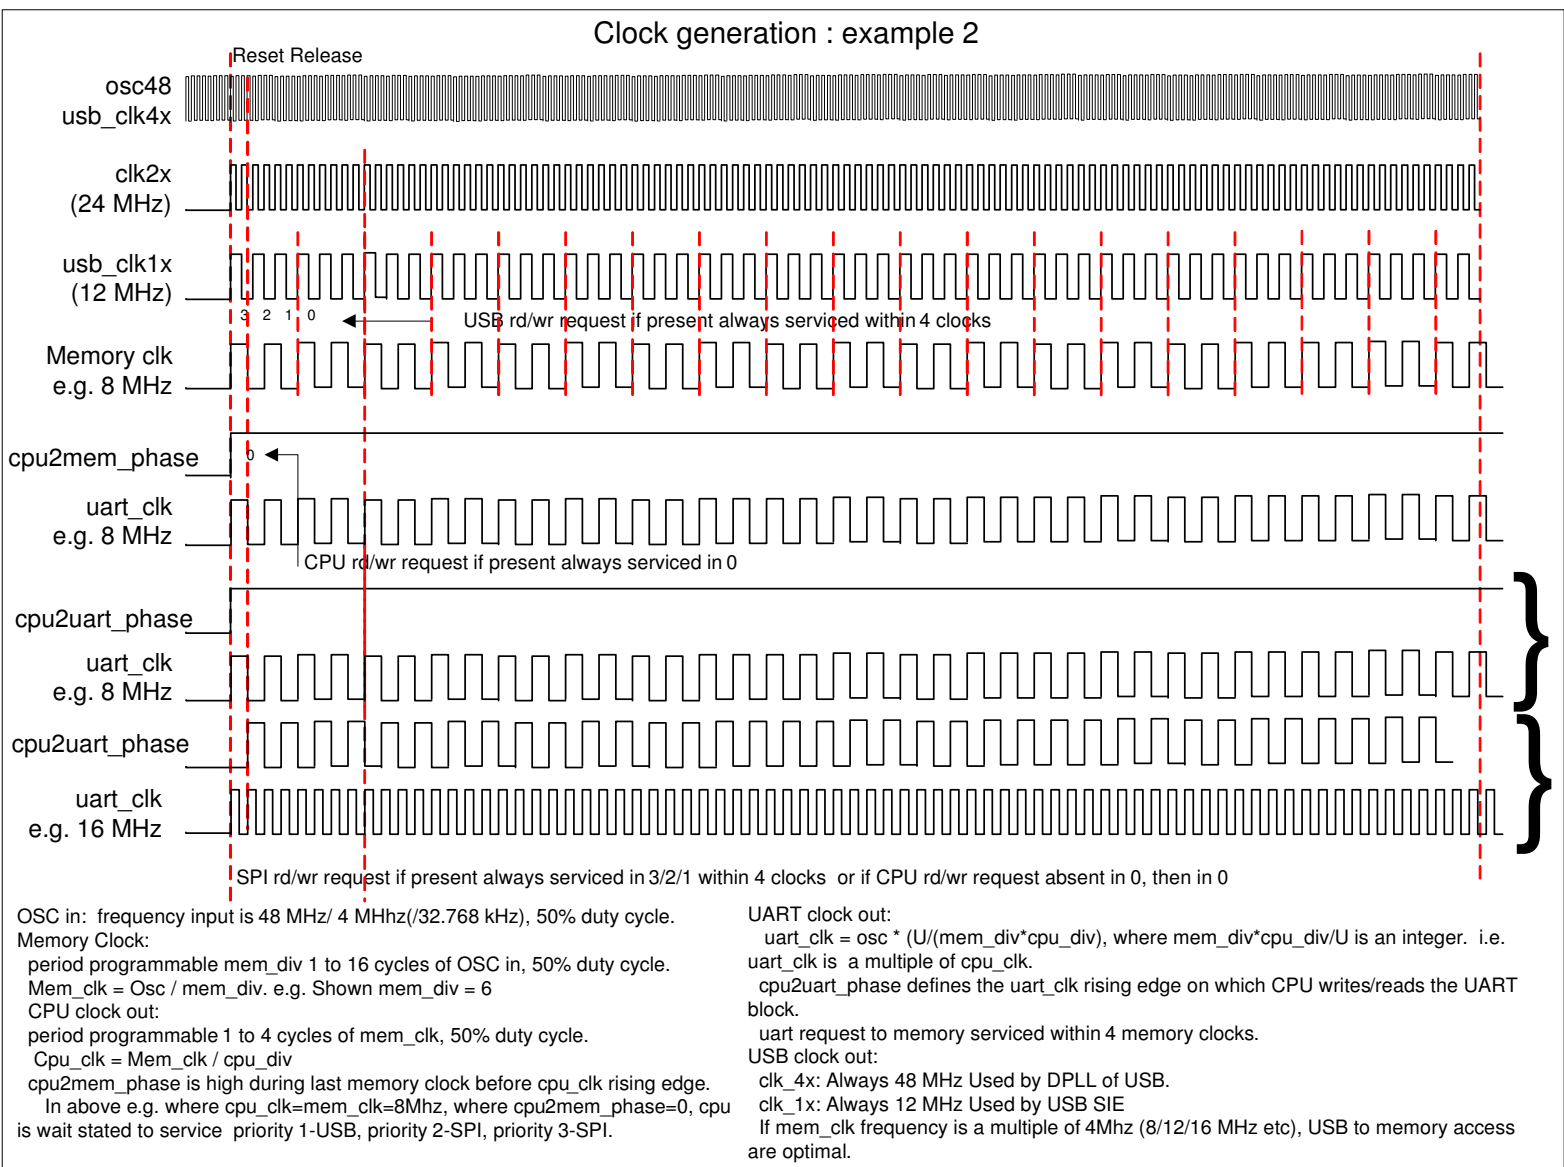 Clock generation : example 2
Reset Release
osc48
usb_clk4x
clk2x
(24 MHz)
usb_clk1x
(12 MHz)
3 2 1 0
USB rd/wr request if present always serviced within 4 clocks
Memory clk
e.g. 8 MHz
cpu2mem_phase
0
uart_clk
e.g. 8 MHz
CPU rd/wr request if present always serviced in 0
cpu2uart_phase
}
uart_clk
e.g. 8 MHz
cpu2uart_phase
}
uart_clk
e.g. 16 MHz
SPI rd/wr request if present always serviced in 3/2/1 within 4 clocks or if CPU rd/wr request absent in 0, then in 0
OSC in: frequency input is 48 MHz/ 4 MHhz(/32.768 kHz), 50% duty cycle.
Memory Clock:
period programmable mem_div 1 to 16 cycles of OSC in, 50% duty cycle.
Mem_clk = Osc / mem_div. e.g. Shown mem_div = 6
CPU clock out:
period programmable 1 to 4 cycles of mem_clk, 50% duty cycle.
Cpu_clk = Mem_clk / cpu_div
cpu2mem_phase is high during last memory clock before cpu_clk rising edge.
In above e.g. where cpu_clk=mem_clk=8Mhz, where cpu2mem_phase=0, cpu
is wait stated to service priority 1-USB, priority 2-SPI, priority 3-SPI.
UART clock out:
uart_clk = osc * (U/(mem_div*cpu_div), where mem_div*cpu_div/U is an integer. i.e.
uart_clk is a multiple of cpu_clk.
cpu2uart_phase defines the uart_clk rising edge on which CPU writes/reads the UART
block.
uart request to memory serviced within 4 memory clocks.
USB clock out:
clk_4x: Always 48 MHz Used by DPLL of USB.
clk_1x: Always 12 MHz Used by USB SIE
If mem_clk frequency is a multiple of 4Mhz (8/12/16 MHz etc), USB to memory access
are optimal.